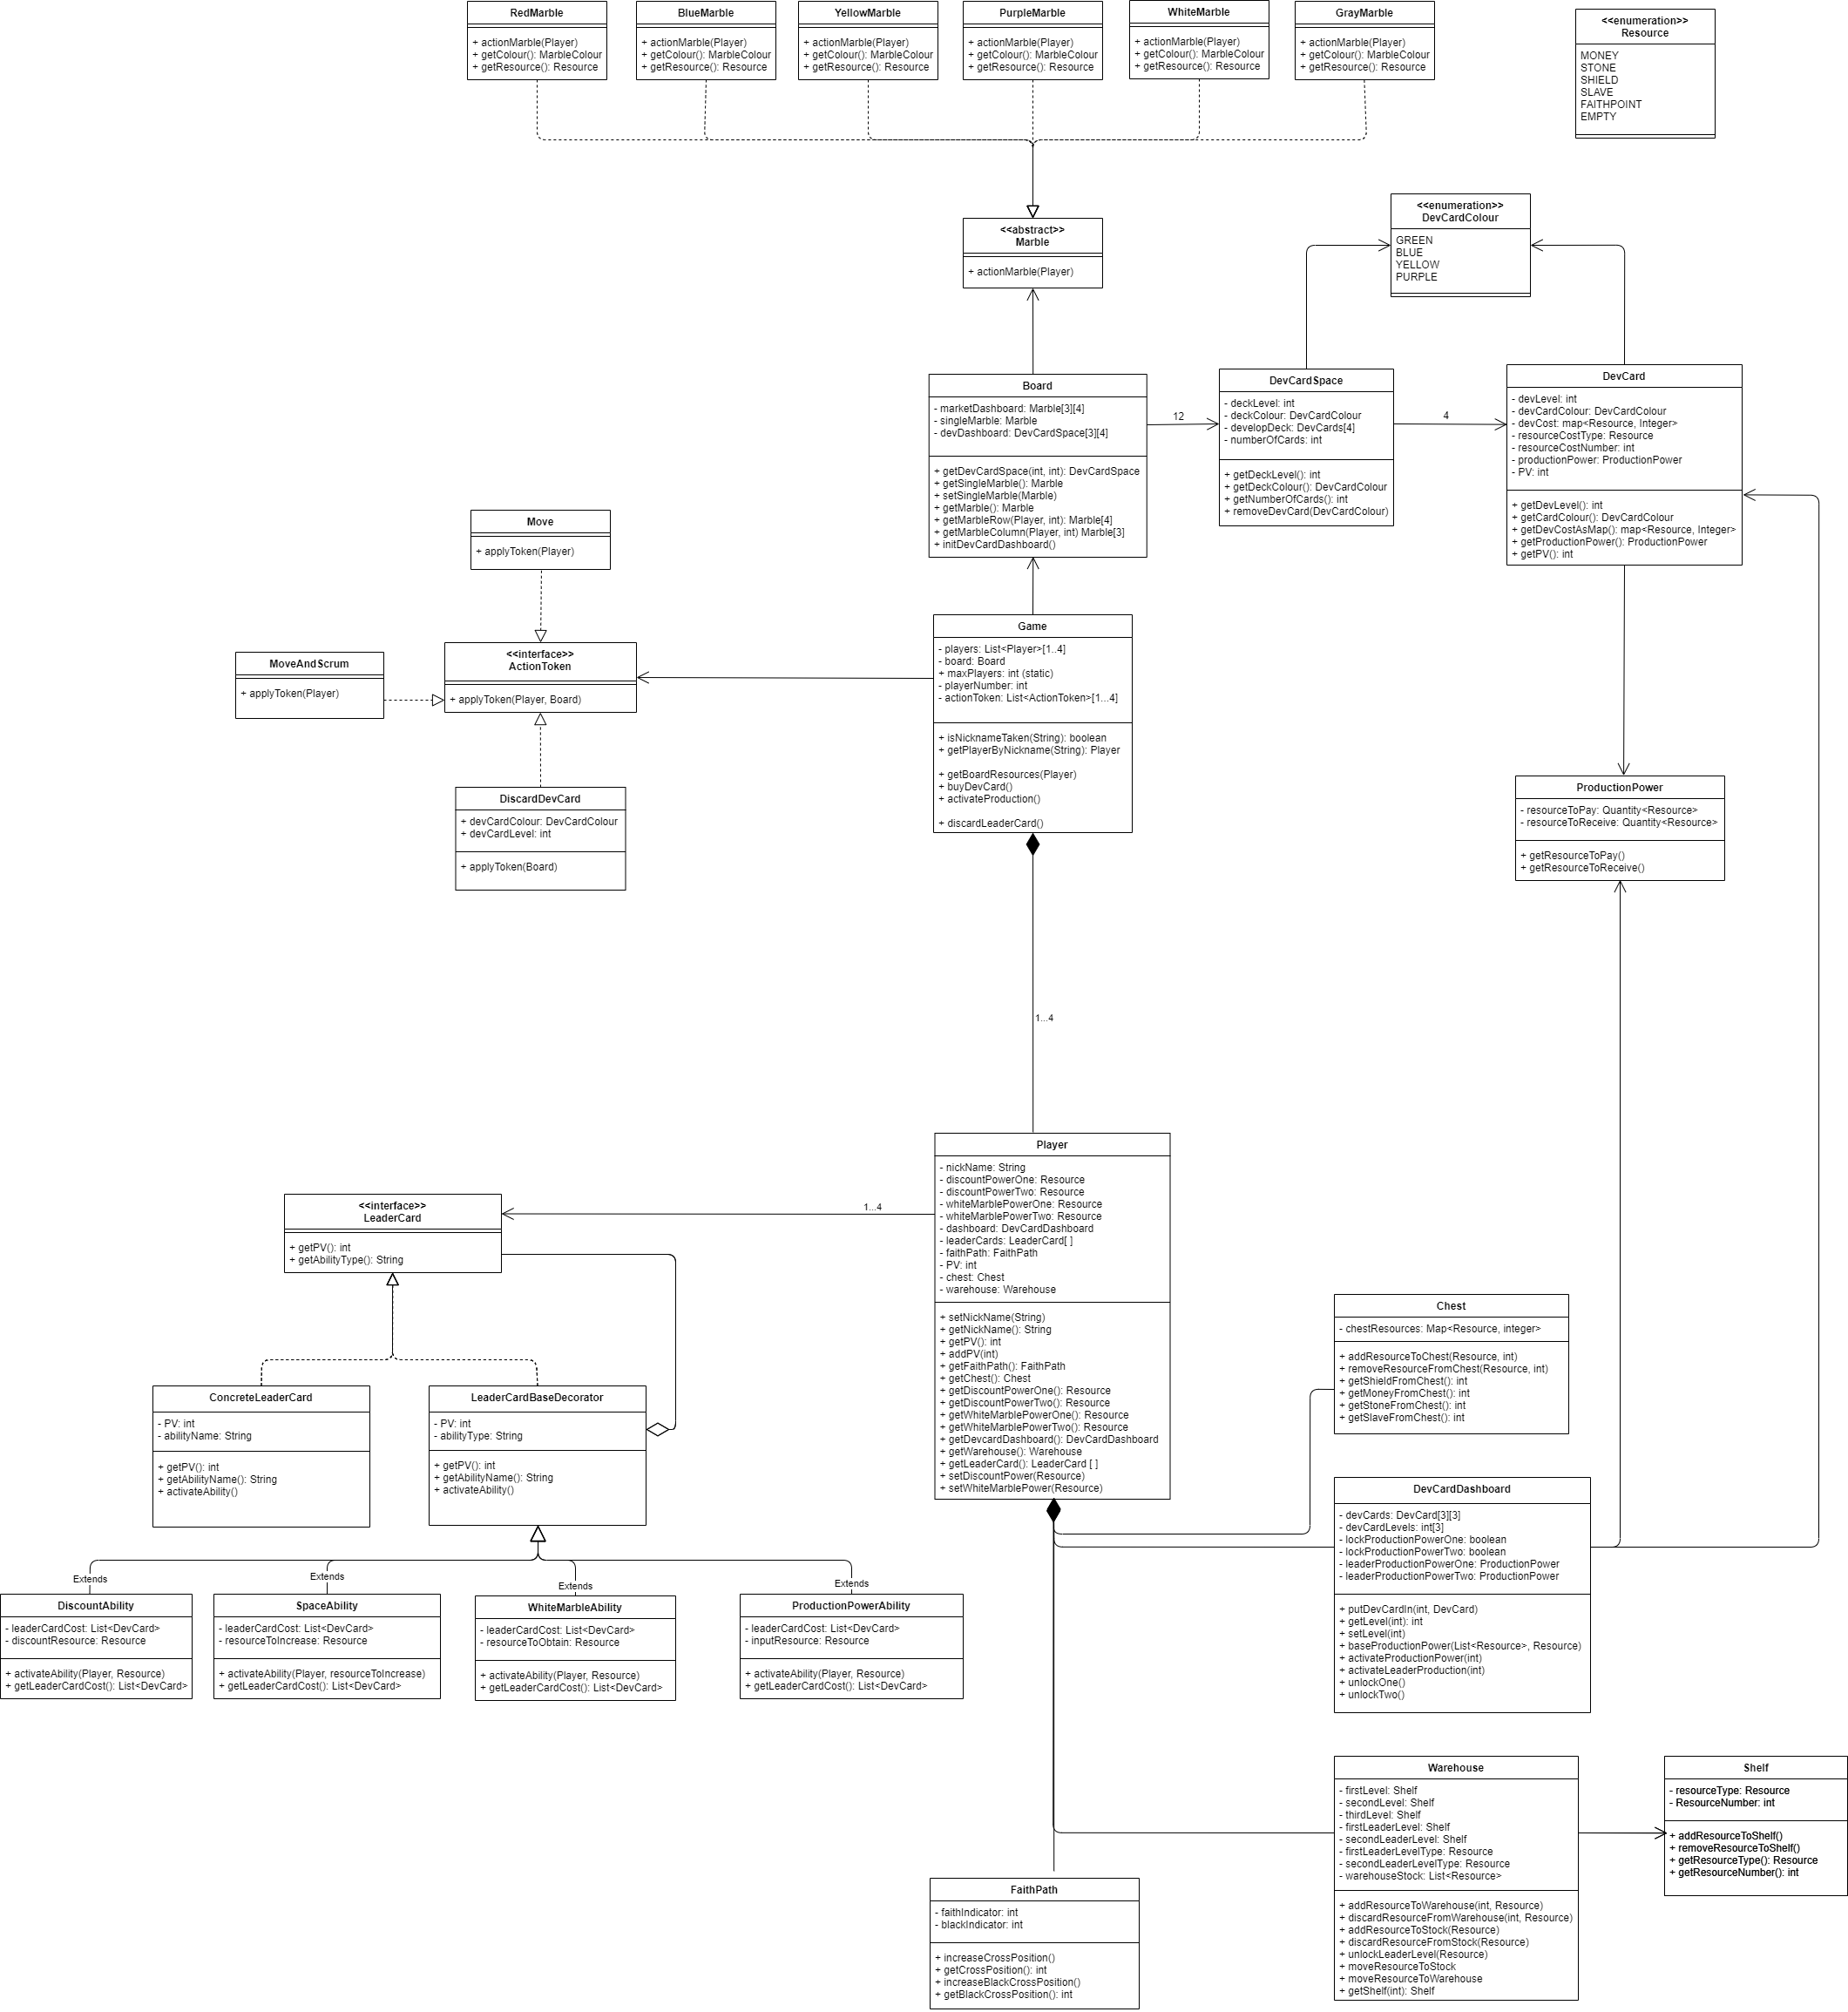 RedMarble
+ actionMarble(Player)
+ getColour(): MarbleColour
+ getResource(): Resource
BlueMarble
+ actionMarble(Player)
+ getColour(): MarbleColour
+ getResource(): Resource
YellowMarble
+ actionMarble(Player)
+ getColour(): MarbleColour
+ getResource(): Resource
PurpleMarble
+ actionMarble(Player)
+ getColour(): MarbleColour
+ getResource(): Resource
WhiteMarble
+ actionMarble(Player)
+ getColour(): MarbleColour
+ getResource(): Resource
GrayMarble
+ actionMarble(Player)
+ getColour(): MarbleColour
+ getResource(): Resource
<<enumeration>>
Resource
MONEY
STONE
SHIELD
SLAVE
FAITHPOINT
EMPTY
<<abstract>>
Marble
+ actionMarble(Player)
<<enumeration>>
DevCardColour
GREEN
BLUE
YELLOW
PURPLE
Board
- marketDashboard: Marble[3][4]
- singleMarble: Marble
- devDashboard: DevCardSpace[3][4]
+ getDevCardSpace(int, int): DevCardSpace
+ getSingleMarble(): Marble
+ setSingleMarble(Marble)
+ getMarble(): Marble
+ getMarbleRow(Player, int): Marble[4]
+ getMarbleColumn(Player, int) Marble[3]
+ initDevCardDashboard()
12
DevCardSpace
- deckLevel: int
- deckColour: DevCardColour
- developDeck: DevCards[4]
- numberOfCards: int
+ getDeckLevel(): int
+ getDeckColour(): DevCardColour
+ getNumberOfCards(): int
+ removeDevCard(DevCardColour)
4
DevCard
- devLevel: int
- devCardColour: DevCardColour
- devCost: map<Resource, Integer>
- resourceCostType: Resource
- resourceCostNumber: int
- productionPower: ProductionPower
- PV: int
+ getDevLevel(): int
+ getCardColour(): DevCardColour
+ getDevCostAsMap(): map<Resource, Integer>
+ getProductionPower(): ProductionPower
+ getPV(): int
Move
+ applyToken(Player)
MoveAndScrum
+ applyToken(Player)
<<interface>>
ActionToken
+ applyToken(Player, Board)
DiscardDevCard
+ devCardColour: DevCardColour
+ devCardLevel: int
+ applyToken(Board)
Game
- players: List<Player>[1..4]
- board: Board
+ maxPlayers: int (static)
- playerNumber: int
- actionToken: List<ActionToken>[1...4]
+ isNicknameTaken(String): boolean
+ getPlayerByNickname(String): Player
+ getBoardResources(Player)
+ buyDevCard()
+ activateProduction()
+ discardLeaderCard()
ProductionPower
- resourceToPay: Quantity<Resource>
- resourceToReceive: Quantity<Resource>
+ getResourceToPay()
+ getResourceToReceive()
1...4
Player
- nickName: String
- discountPowerOne: Resource
- discountPowerTwo: Resource
- whiteMarblePowerOne: Resource
- whiteMarblePowerTwo: Resource
- dashboard: DevCardDashboard
- leaderCards: LeaderCard[ ]
- faithPath: FaithPath
- PV: int
- chest: Chest
- warehouse: Warehouse
+ setNickName(String)
+ getNickName(): String
+ getPV(): int
+ addPV(int)
+ getFaithPath(): FaithPath
+ getChest(): Chest
+ getDiscountPowerOne(): Resource
+ getDiscountPowerTwo(): Resource
+ getWhiteMarblePowerOne(): Resource
+ getWhiteMarblePowerTwo(): Resource
+ getDevcardDashboard(): DevCardDashboard
+ getWarehouse(): Warehouse
+ getLeaderCard(): LeaderCard [ ]
+ setDiscountPower(Resource)
+ setWhiteMarblePower(Resource)
1...4
<<interface>>
LeaderCard
+ getPV(): int
+ getAbilityType(): String
ConcreteLeaderCard
- PV: int
- abilityName: String
+ getPV(): int
+ getAbilityName(): String
+ activateAbility()
LeaderCardBaseDecorator
- PV: int
- abilityType: String
+ getPV(): int
+ getAbilityName(): String
+ activateAbility()
Extends
Extends
Extends
Extends
DiscountAbility
- leaderCardCost: List<DevCard>
- discountResource: Resource
+ activateAbility(Player, Resource)
+ getLeaderCardCost(): List<DevCard>
SpaceAbility
- leaderCardCost: List<DevCard>
- resourceToIncrease: Resource
+ activateAbility(Player, resourceToIncrease)
+ getLeaderCardCost(): List<DevCard>
WhiteMarbleAbility
- leaderCardCost: List<DevCard>
- resourceToObtain: Resource
+ activateAbility(Player, Resource)
+ getLeaderCardCost(): List<DevCard>
ProductionPowerAbility
- leaderCardCost: List<DevCard>
- inputResource: Resource
+ activateAbility(Player, Resource)
+ getLeaderCardCost(): List<DevCard>
Chest
- chestResources: Map<Resource, integer>
+ addResourceToChest(Resource, int)
+ removeResourceFromChest(Resource, int)
+ getShieldFromChest(): int
+ getMoneyFromChest(): int
+ getStoneFromChest(): int
+ getSlaveFromChest(): int
DevCardDashboard
- devCards: DevCard[3][3]
- devCardLevels: int[3]
- lockProductionPowerOne: boolean
- lockProductionPowerTwo: boolean
- leaderProductionPowerOne: ProductionPower
- leaderProductionPowerTwo: ProductionPower
+ putDevCardIn(int, DevCard)
+ getLevel(int): int
+ setLevel(int)
+ baseProductionPower(List<Resource>, Resource)
+ activateProductionPower(int)
+ activateLeaderProduction(int)
+ unlockOne()
+ unlockTwo()
Warehouse
- firstLevel: Shelf
- secondLevel: Shelf
- thirdLevel: Shelf
- firstLeaderLevel: Shelf
- secondLeaderLevel: Shelf
- firstLeaderLevelType: Resource
- secondLeaderLevelType: Resource
- warehouseStock: List<Resource>
+ addResourceToWarehouse(int, Resource)
+ discardResourceFromWarehouse(int, Resource)
+ addResourceToStock(Resource)
+ discardResourceFromStock(Resource)
+ unlockLeaderLevel(Resource)
+ moveResourceToStock
+ moveResourceToWarehouse
+ getShelf(int): Shelf
Shelf
- resourceType: Resource
- ResourceNumber: int
+ addResourceToShelf()
+ removeResourceToShelf()
+ getResourceType(): Resource
+ getResourceNumber(): int
FaithPath
- faithIndicator: int
- blackIndicator: int
+ increaseCrossPosition()
+ getCrossPosition(): int
+ increaseBlackCrossPosition()
+ getBlackCrossPosition(): int